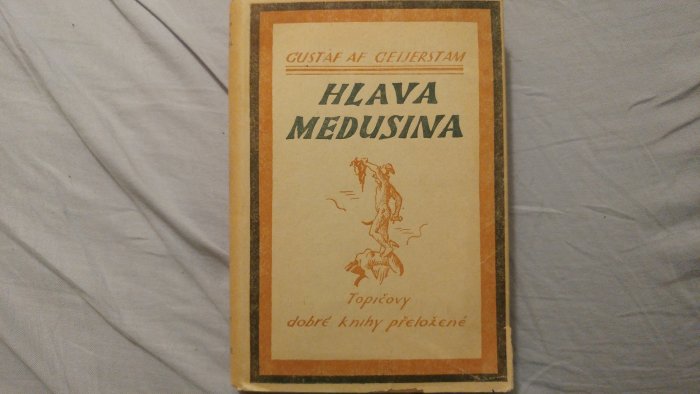 GUSTAF AF GEIJERSTAM
HLAVA
MEDUSINA
Topičovy
dobré knihy přeložené